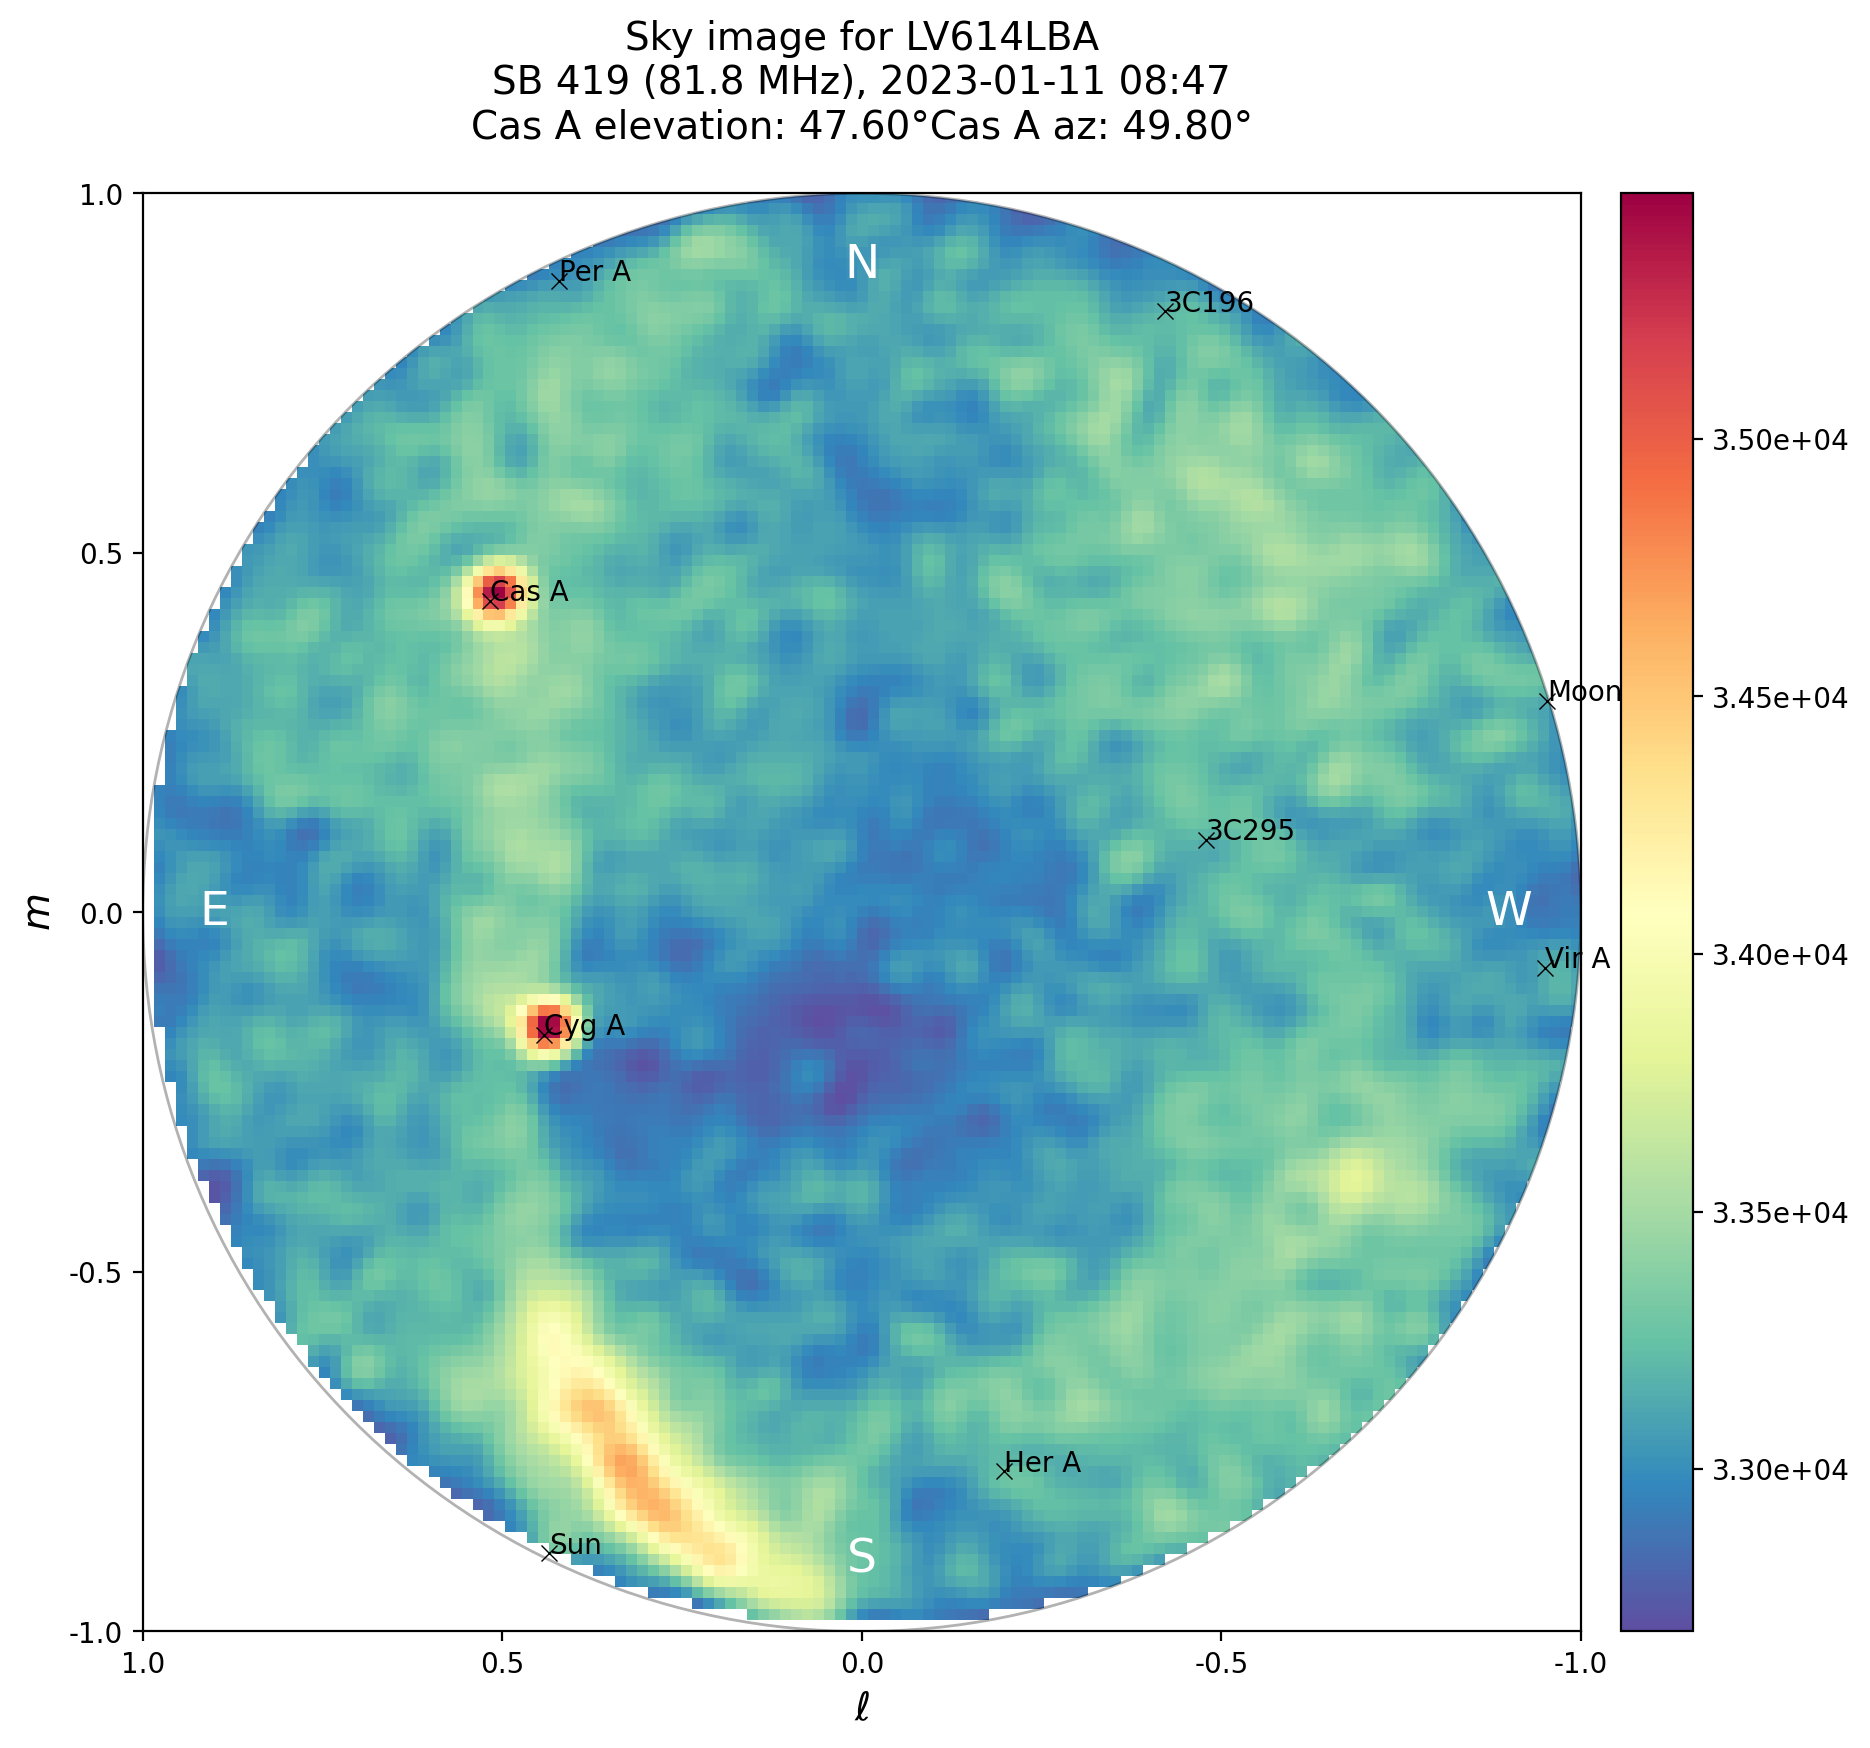 Sky image for LV614LBA
SB 419 (81.8 MHz), 2023-01-11 08:47
Cas A elevation: 47.60°Cas A az: 49.80°
1.0
0.5
0.0
-0.5
-1.0
m
1.0
0.5
0.0
-0.5
-1.0
ℓ
N
E
W
S
Per A
3C196
Cas A
Moon
3C295
Vir A
Cyg A
Her A
Sun
3.50e+04
3.45e+04
3.40e+04
3.35e+04
3.30e+04